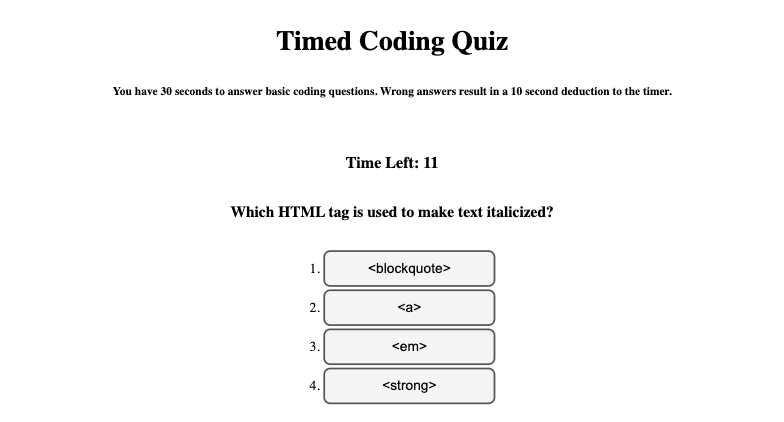 Timed Coding Quiz
You have 30 seconds to answer basic coding questions. Wrong answers result in a 10 second deduction to the timer.
Time Left: 11
Which HTML tag is used to make text italicized?
1. <blockquote>
2. <a>
3. <em>
4. <strong>